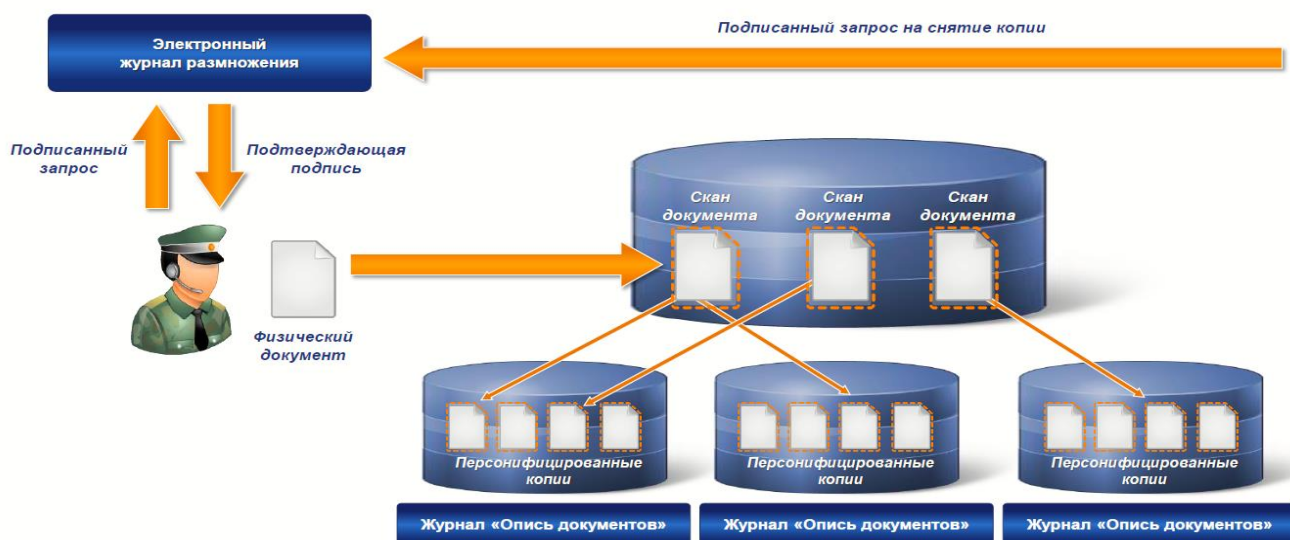 Подписанный запрос на снятие копии
Электронный
журнал размножения
Подписанный
запрос
Подтверждающая
подпись
Скан
документа
Скан
документа
Скан
документа
Физический
документ
Персонифицированные
копии
Персонифицированные
копии
Персонифицированные
копии
Журнал «Опись документов»
Журнал «Опись документов»
Журнал «Опись документов»